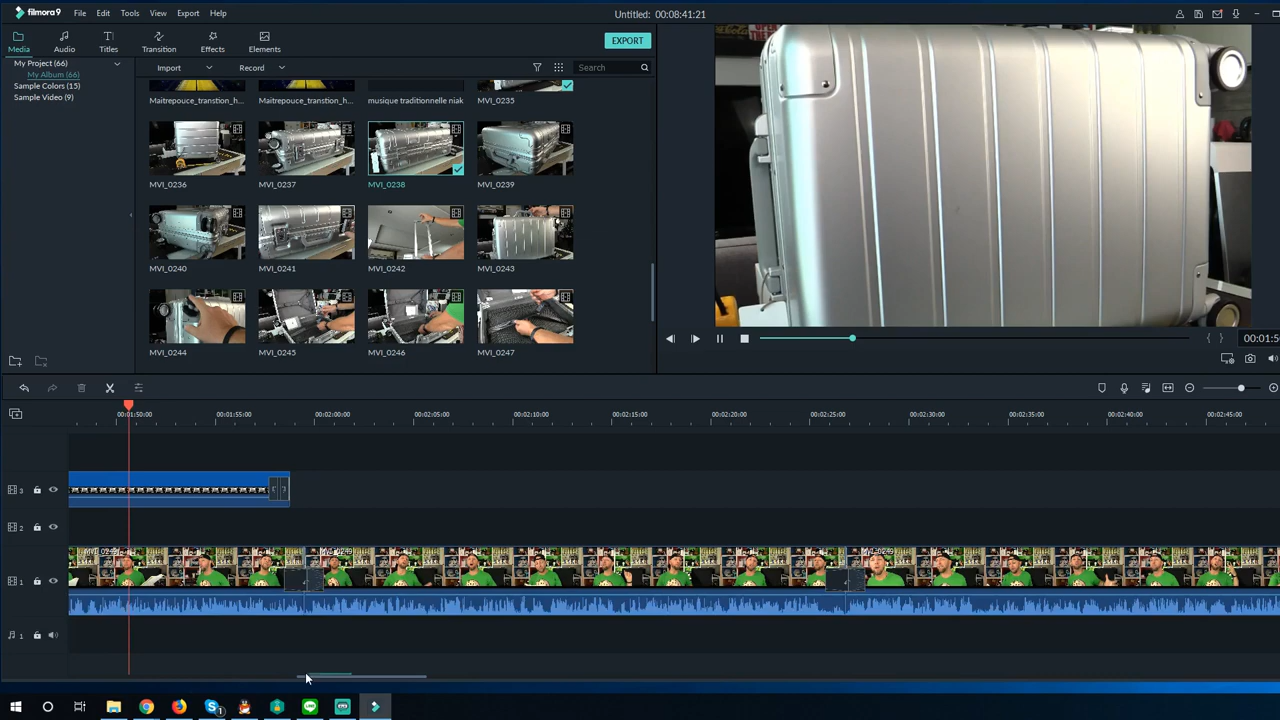 filmora9 File Edit Tools View Export Help Untitled: 00:08:41:21
Media Audio Titles Transition Effects Elements EXPORT
My Project (66)
My Album (66)
Sample Colors (15)
Sample Video (9)
Import Record Search
Maitrepouce_transtion_h... Maitrepouce_transtion_h... musique traditionnelle niak MVI_0235
MVI_0236 MVI_0237 MVI_0238 MVI_0239
MVI_0240 MVI_0241 MVI_0242 MVI_0243
MVI_0244 MVI_0245 MVI_0246 MVI_0247
00:01:5
00:01:50:00 00:01:55:00 00:02:00:00 00:02:05:00 00:02:10:00 00:02:15:00 00:02:20:00 00:02:25:00 00:02:30:00 00:02:35:00 00:02:40:00 00:02:45:00
3
2
MVI_0249 MVI_0249 MVI_0249
1
1